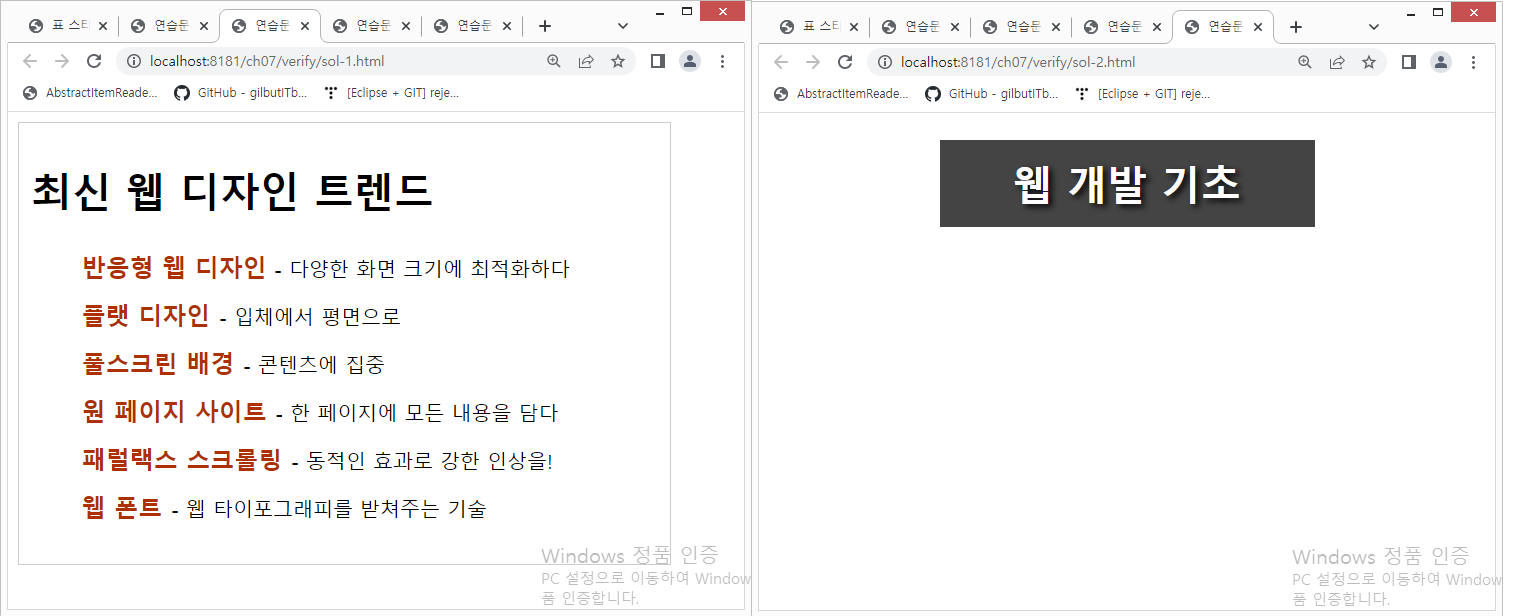 표 스타
연습문
연습문
연습문
연습문
localhost:8181/ch07/verify/sol-1.html
AbstractItemReade...
GitHub - gilbutITb...
[Eclipse + GIT] reje...
최신 웹 디자인 트렌드
반응형 웹 디자인 - 다양한 화면 크기에 최적화하다
플랫 디자인 - 입체에서 평면으로
풀스크린 배경 - 콘텐츠에 집중
원 페이지 사이트 - 한 페이지에 모든 내용을 담다
패럴랙스 스크롤링 - 동적인 효과로 강한 인상을!
웹 폰트 - 웹 타이포그래피를 받쳐주는 기술
Windows 정품 인증
PC 설정으로 이동하여 Window
품 인증합니다.
표 스타
연습문
연습문
연습문
연습문
localhost:8181/ch07/verify/sol-2.html
AbstractItemReade...
GitHub - gilbutITb...
[Eclipse + GIT] reje...
웹 개발 기초
Windows 정품 인증
PC 설정으로 이동하여 Window
품 인증합니다.